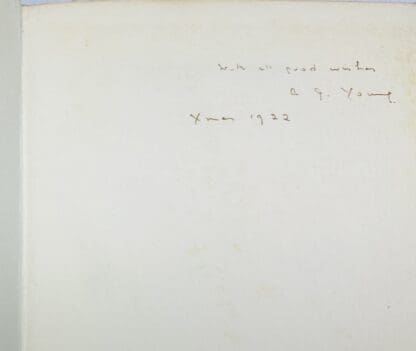 With all good wishes
G. Young
Xmas 1922